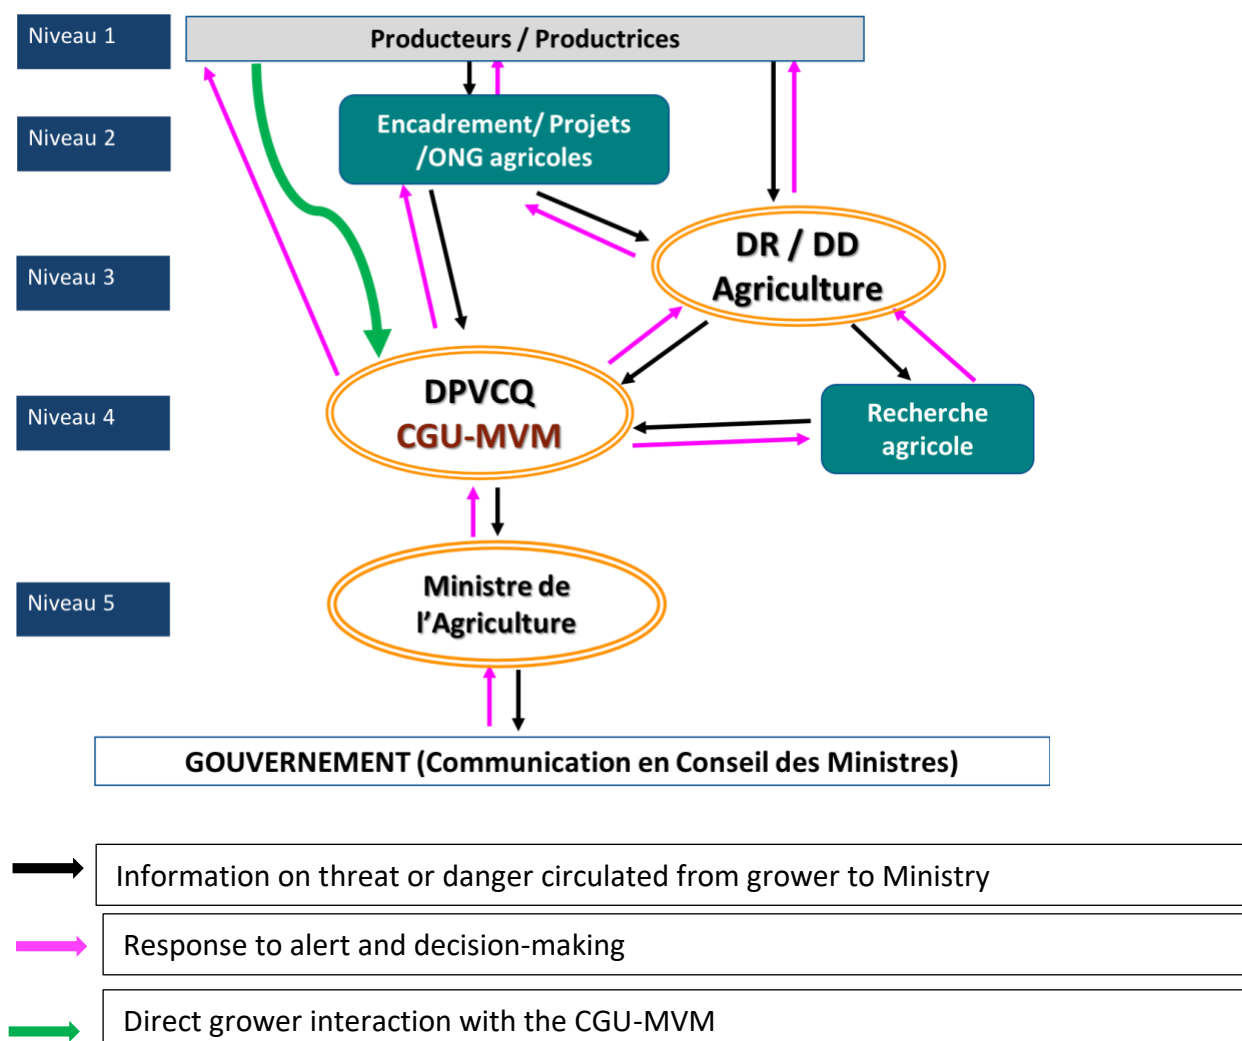 Niveau 1
Producteurs / Productrices
Niveau 2
Encadrement/ Projets
/ONG agricoles
DR / DD
Agriculture
Niveau 3
Niveau 4
DPVCQ
CGU-MVM
Recherche
agricole
Niveau 5
Ministre de
l’Agriculture
GOUVERNEMENT (Communication en Conseil des Ministres)
Information on threat or danger circulated from grower to Ministry
Response to alert and decision-making
Direct grower interaction with the CGU-MVM